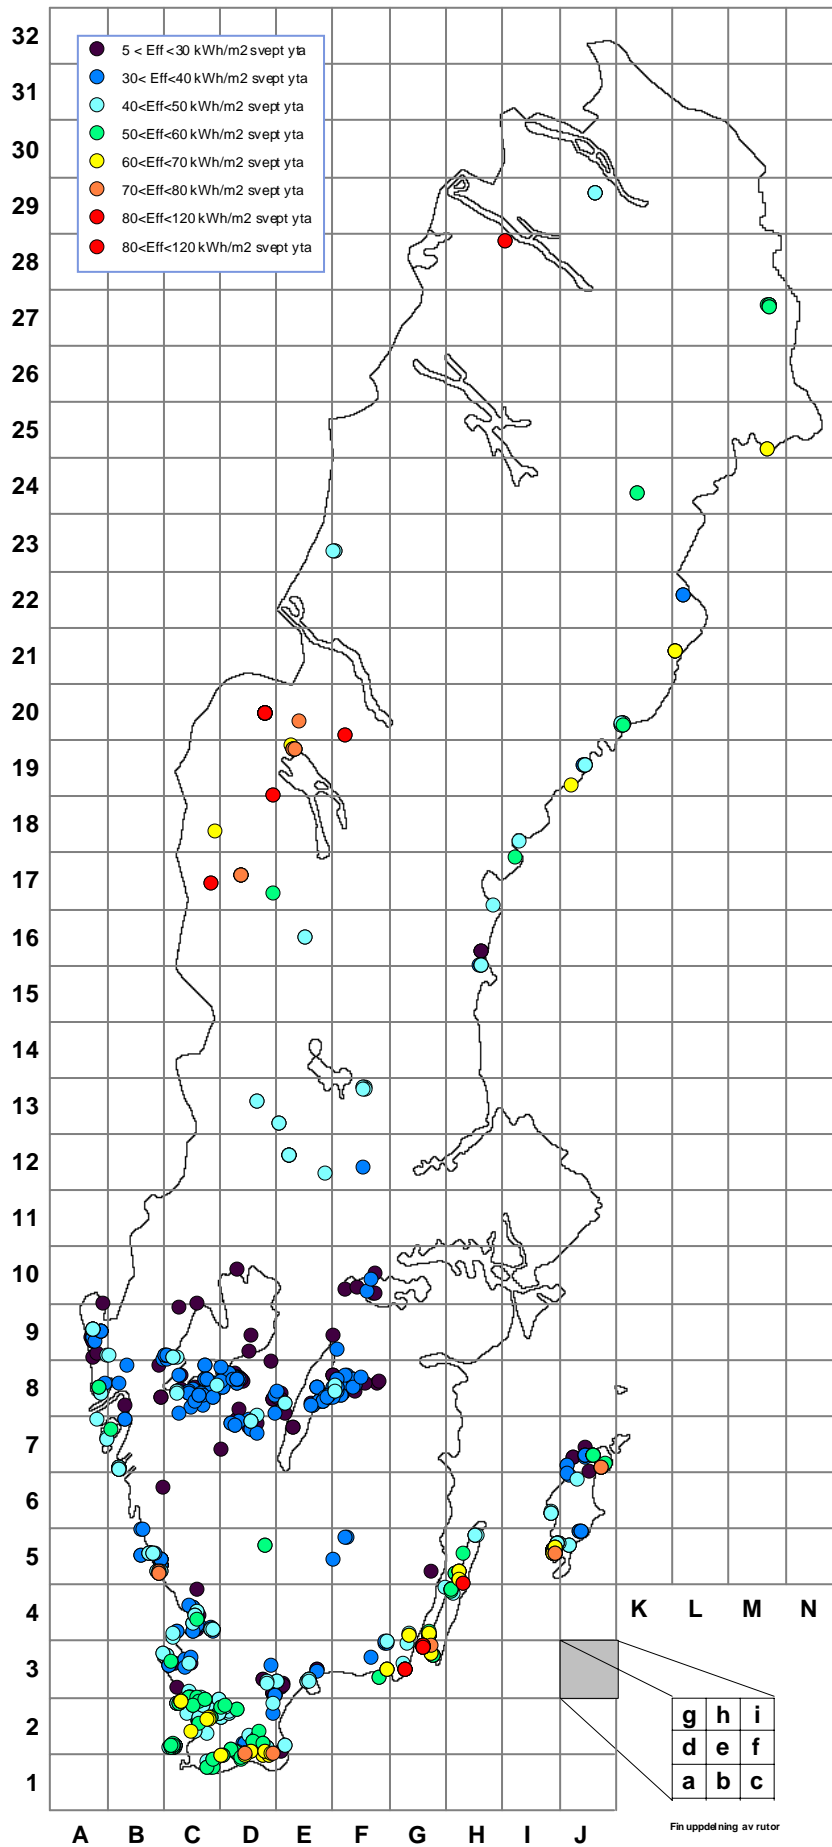 32
5 < Eff <30 kWh/m2 svept yta
30< Eff<40 kWh/m2 svept yta
31
40<Eff<50 kWh/m2 svept yta
50<Eff<60 kWh/m2 svept yta
30
60<Eff<70 kWh/m2 svept yta
70<Eff<80 kWh/m2 svept yta
29
80<Eff<120 kWh/m2 svept yta
80<Eff<120 kWh/m2 svept yta
28
27
26
25
24
23
22
21
20
19
18
17
16
15
14
13
12
11
10
9
8
7
6
5
4 K L M N
3
g h i
2
d e f
a b c
1
Fin uppdelning av rutor
A B C D E F G H I J